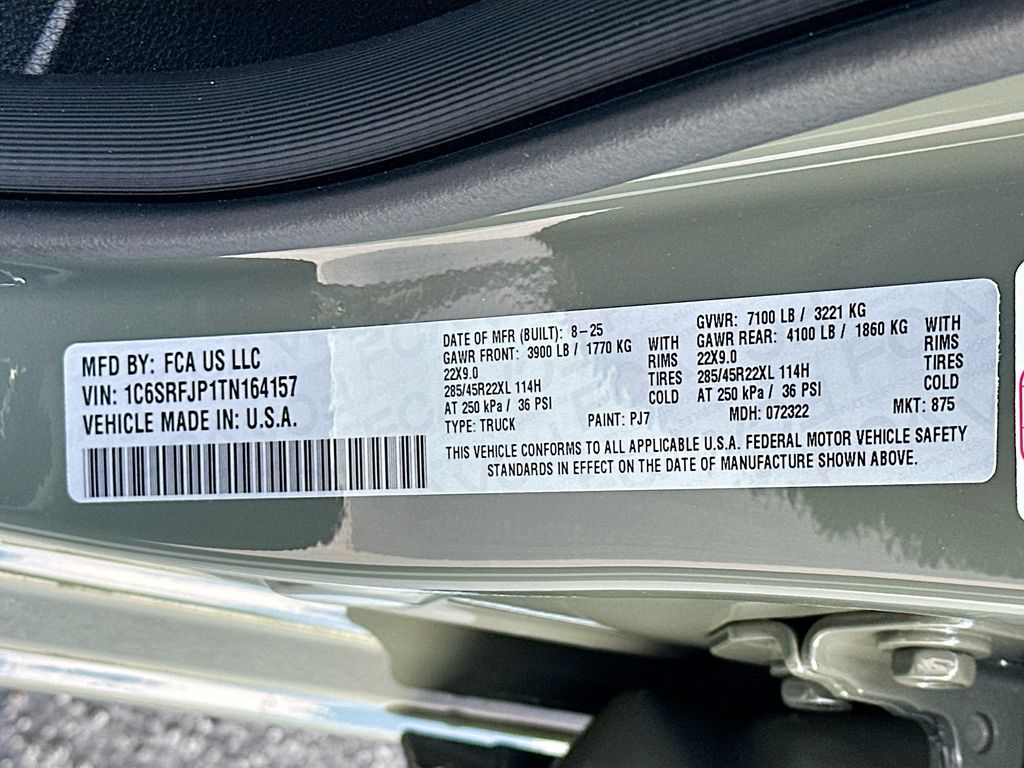 MFD BY: FCA US LLC
VIN: 1C6SRFJP1TN164157
VEHICLE MADE IN: U.S.A.
DATE OF MFR (BUILT): 8-25
GAWR FRONT: 3900 LB / 1770 KG
22X9.0
285/45R22XL 114H
AT 250 kPa / 36 PSI
WITH
RIMS
TIRES
COLD
TYPE: TRUCK
PAINT: PJ7
GVWR: 7100 LB / 3221 KG
GAWR REAR: 4100 LB / 1860 KG
22X9.0
285/45R22XL 114H
AT 250 kPa / 36 PSI
WITH
RIMS
TIRES
COLD
MDH: 072322
MKT: 875
THIS VEHICLE CONFORMS TO ALL APPLICABLE U.S.A. FEDERAL MOTOR VEHICLE SAFETY
STANDARDS IN EFFECT ON THE DATE OF MANUFACTURE SHOWN ABOVE.